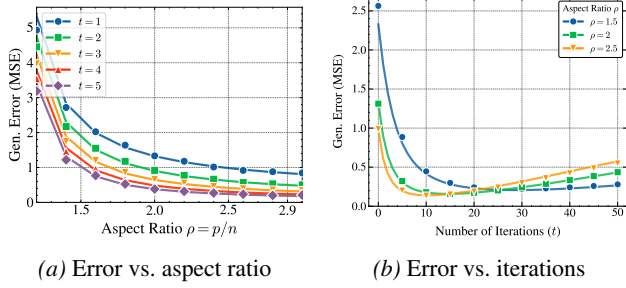 Gen. Error (MSE)
5
4
3
2
1
0
t = 1
t = 2
t = 3
t = 4
t = 5
1.5
2.0
2.5
2.9
Aspect Ratio ρ = p/n
(a) Error vs. aspect ratio
Gen. Error (MSE)
2.5
2.0
1.5
1.0
0.5
0.0
Aspect Ratio ρ
ρ = 1.5
ρ = 2
ρ = 2.5
0
10
20
30
40
50
Number of Iterations (t)
(b) Error vs. iterations